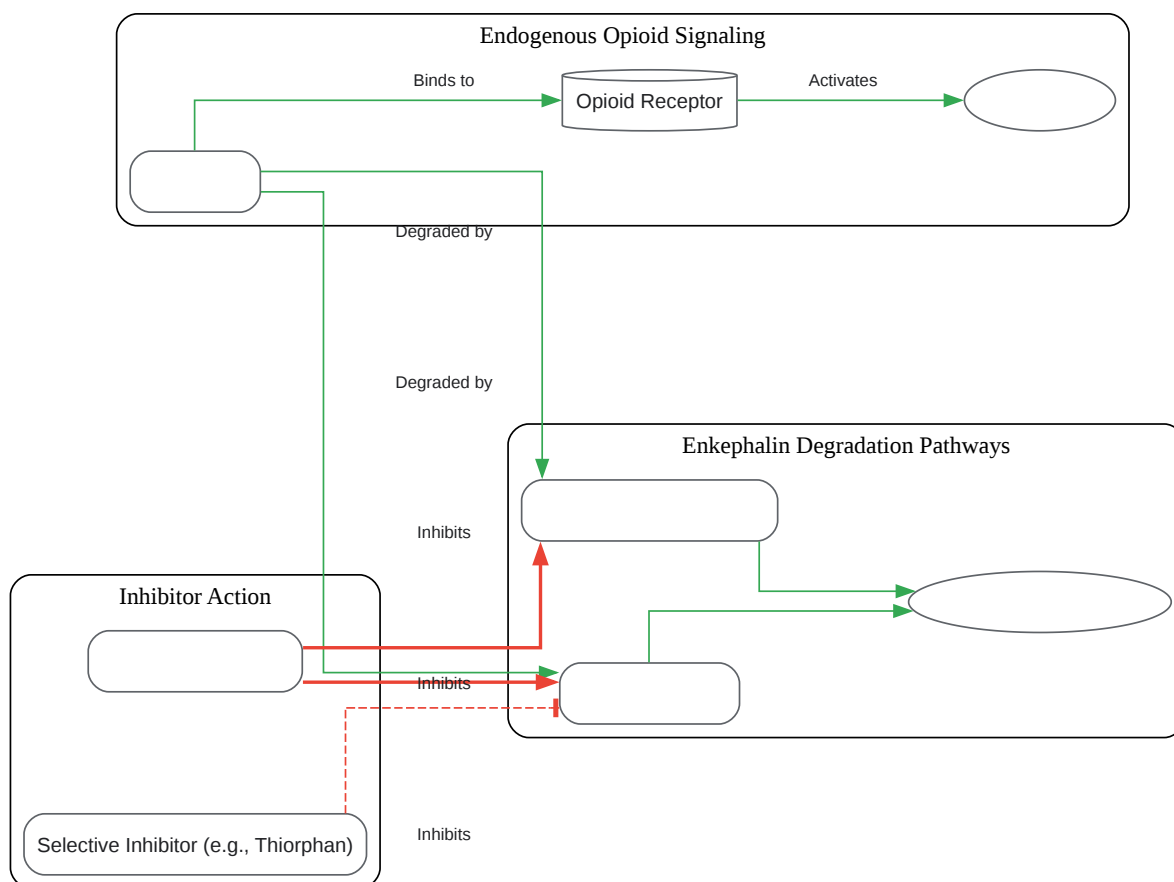 Endogenous Opioid Signaling
Binds to
Opioid Receptor
Activates
Degraded by
Degraded by
Enkephalin Degradation Pathways
Inhibits
Inhibitor Action
Inhibits
Selective Inhibitor (e.g., Thiorphan)
Inhibits